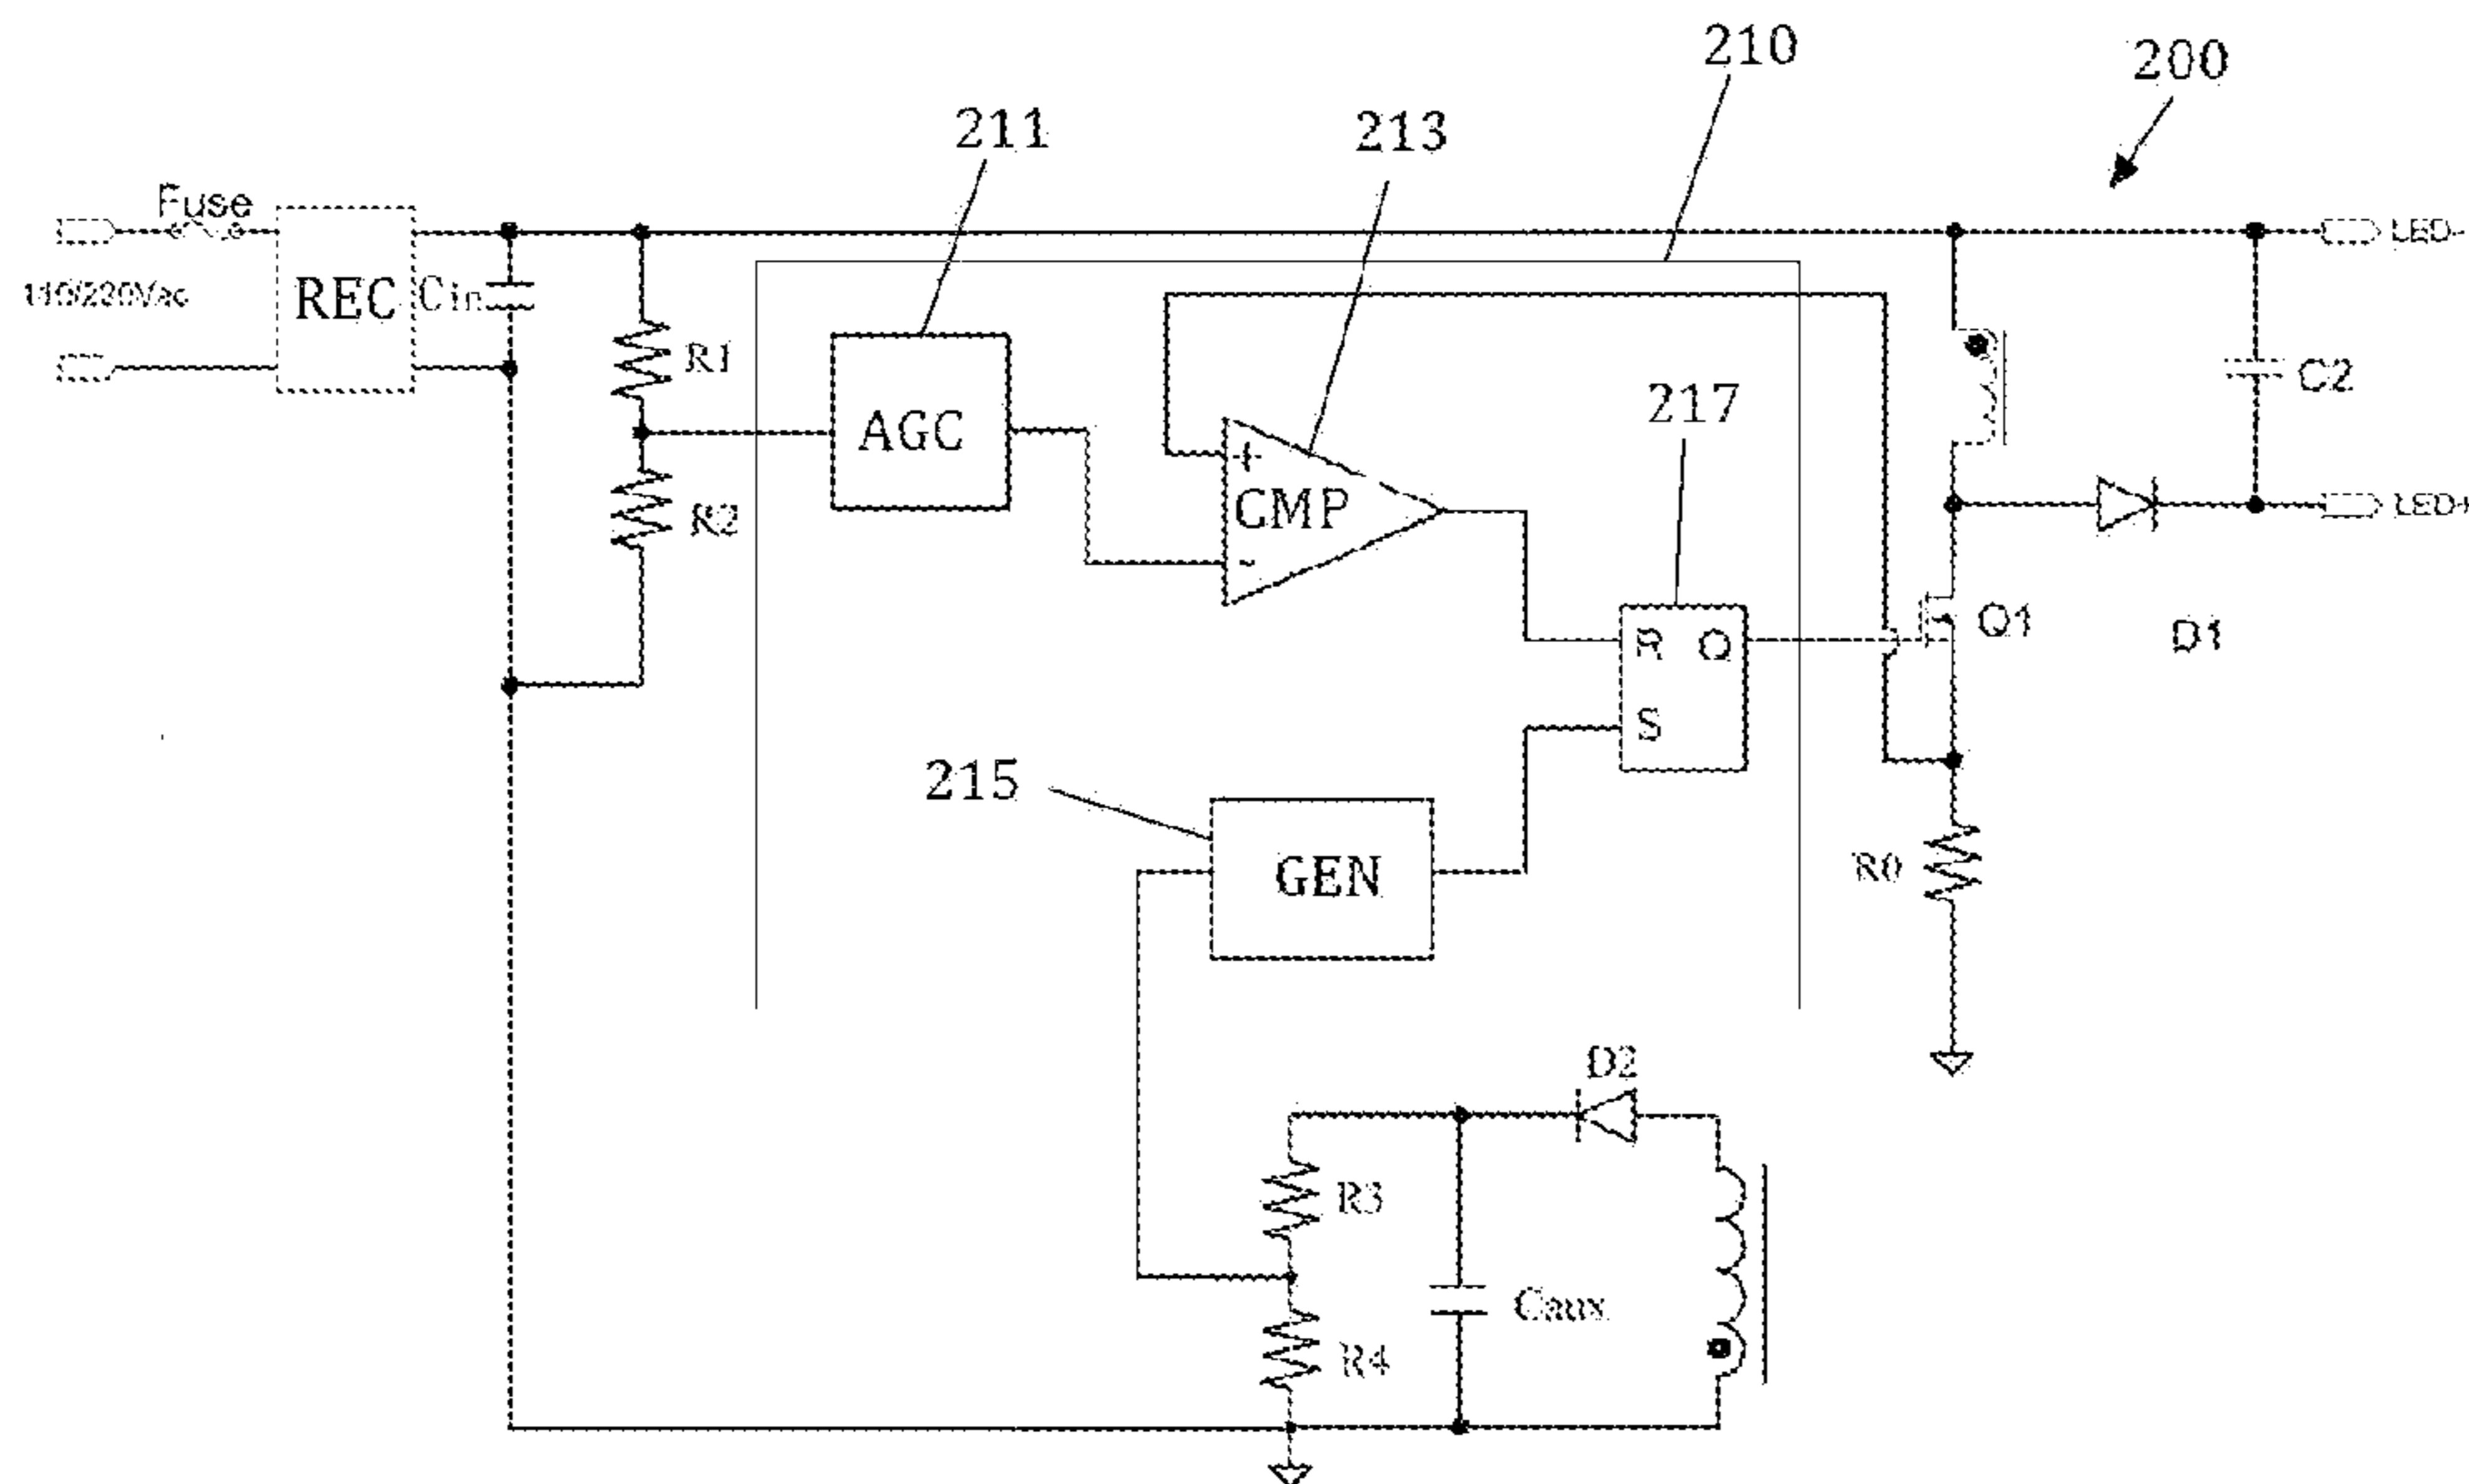 210
200
211
213
Fuse
LED-
110/220Vac
REC
Cin
R1
AGC
C2
217
+
CMP
-
R2
LED+
R Q
Q1
D1
S
215
GEN
R0
D2
R3
Caux
R4